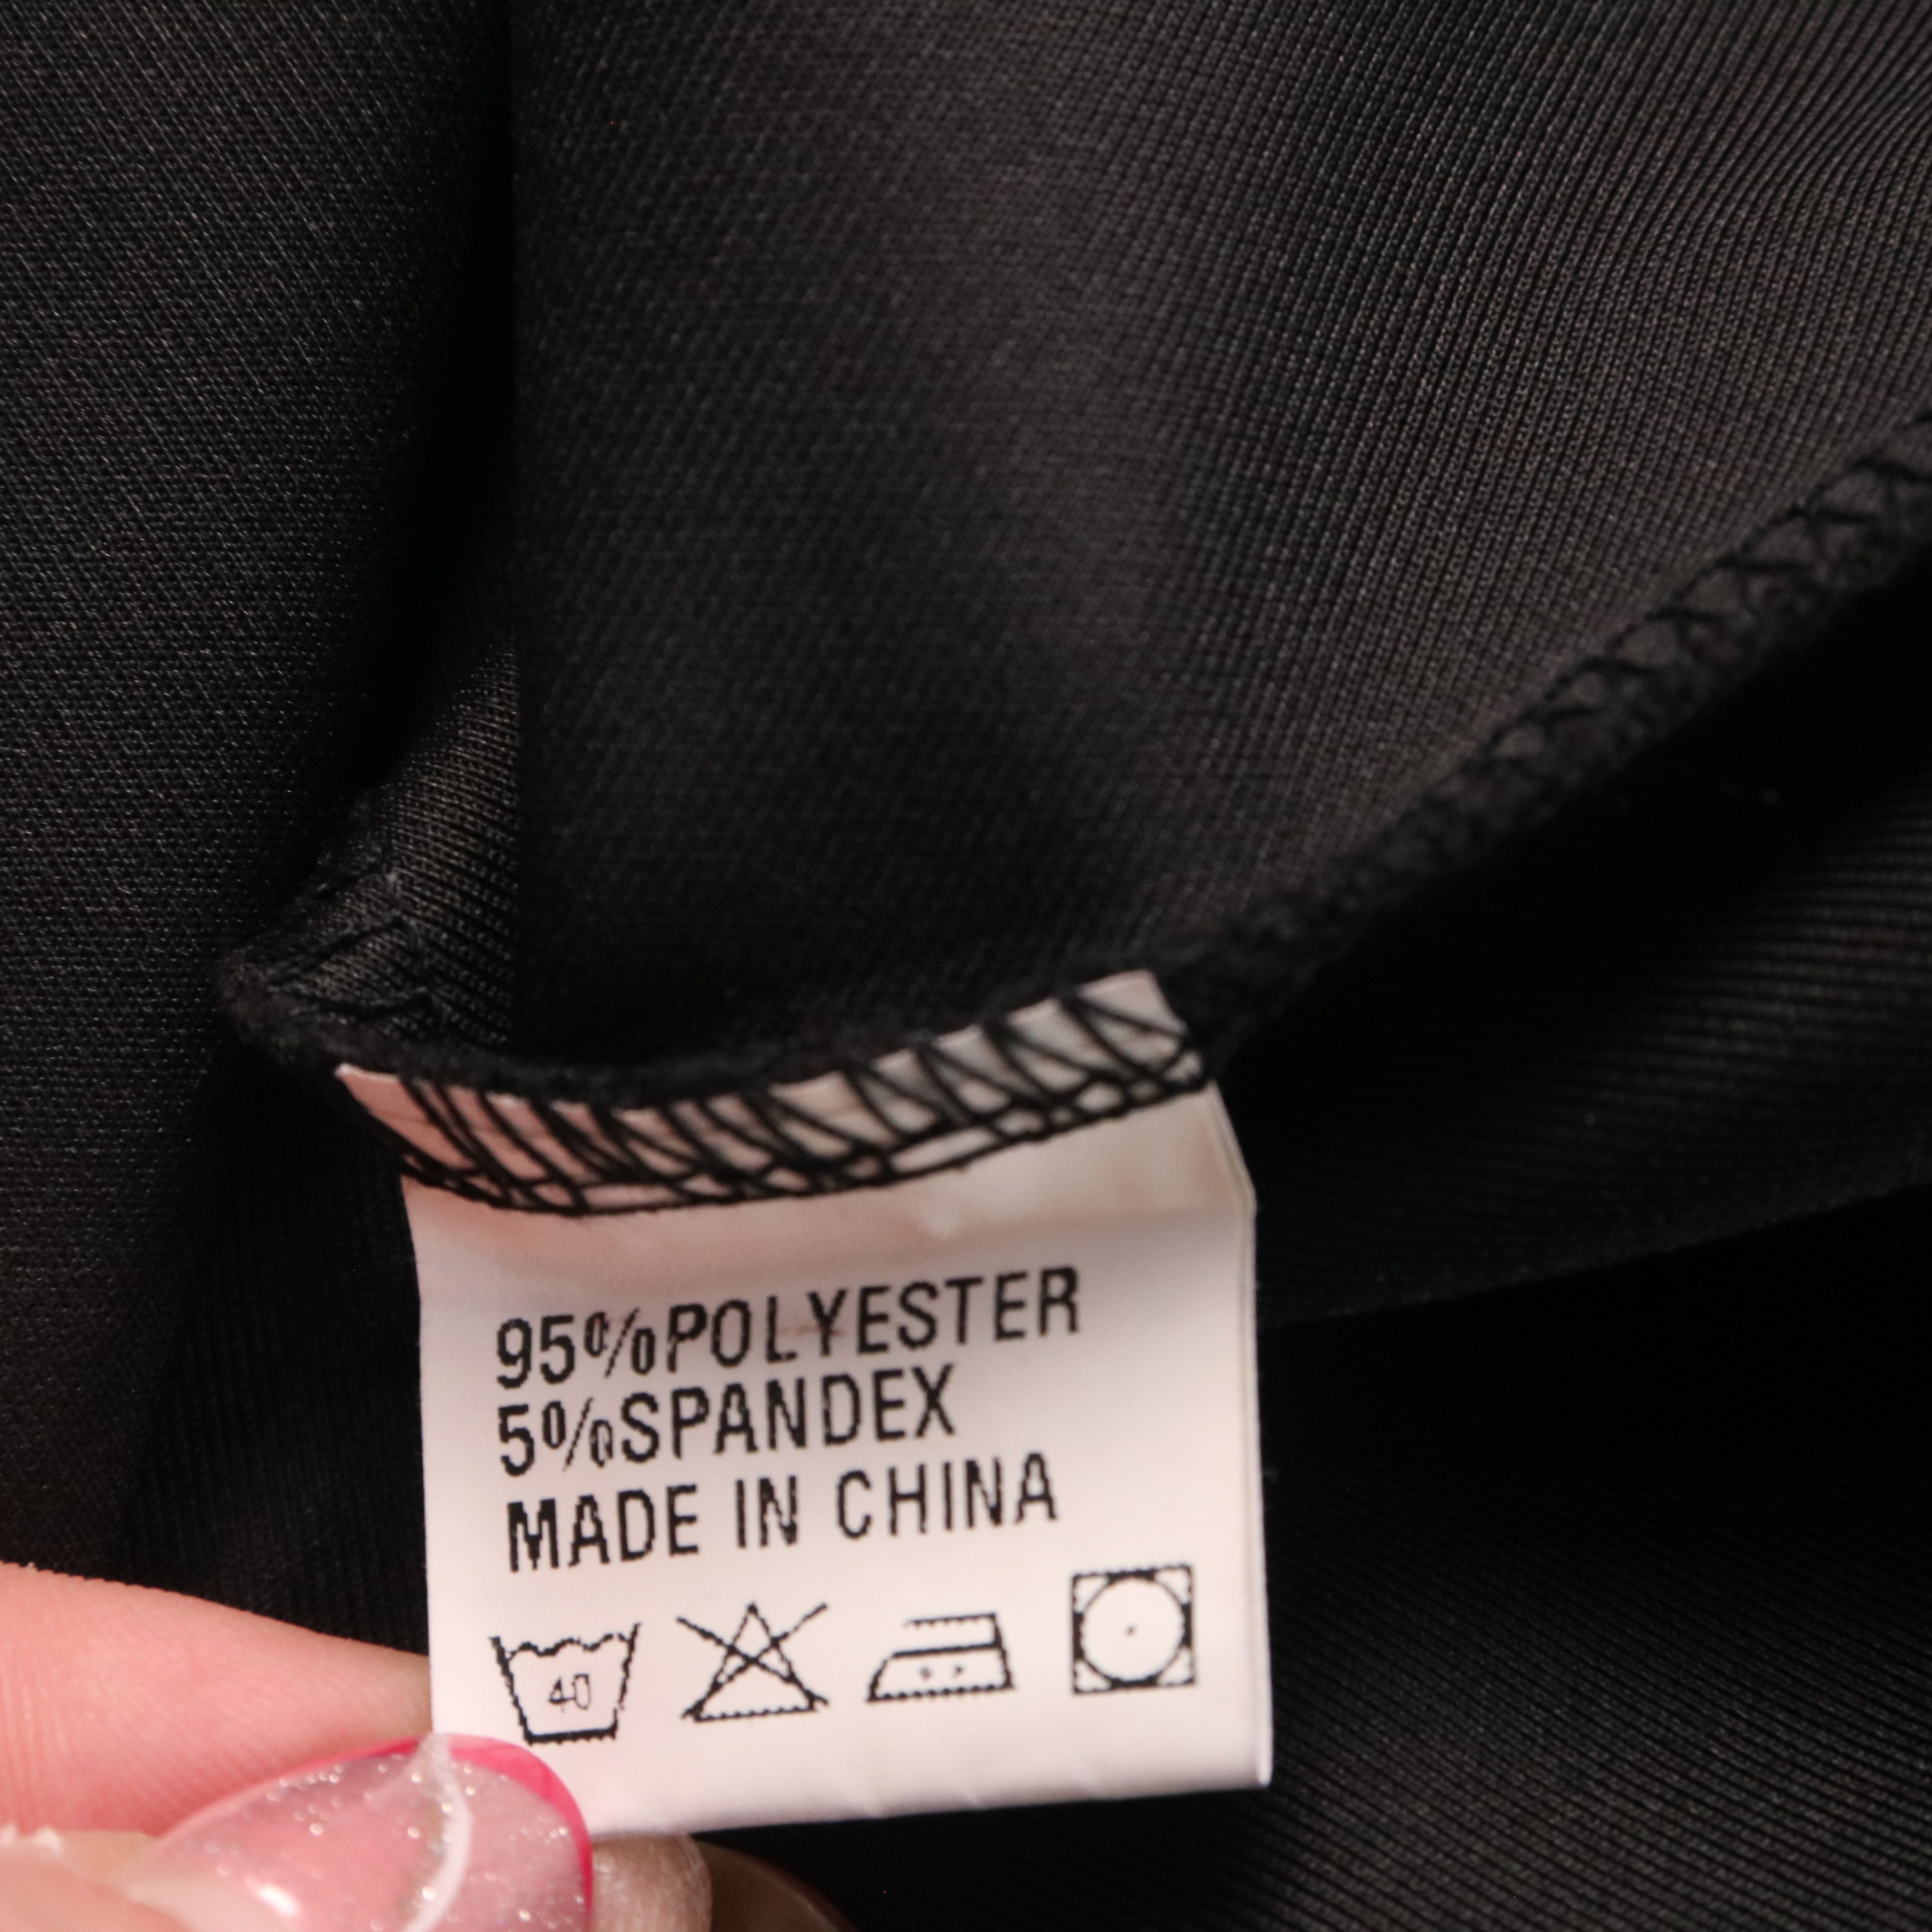 95%POLYESTER
5%SPANDEX
MADE IN CHINA
40